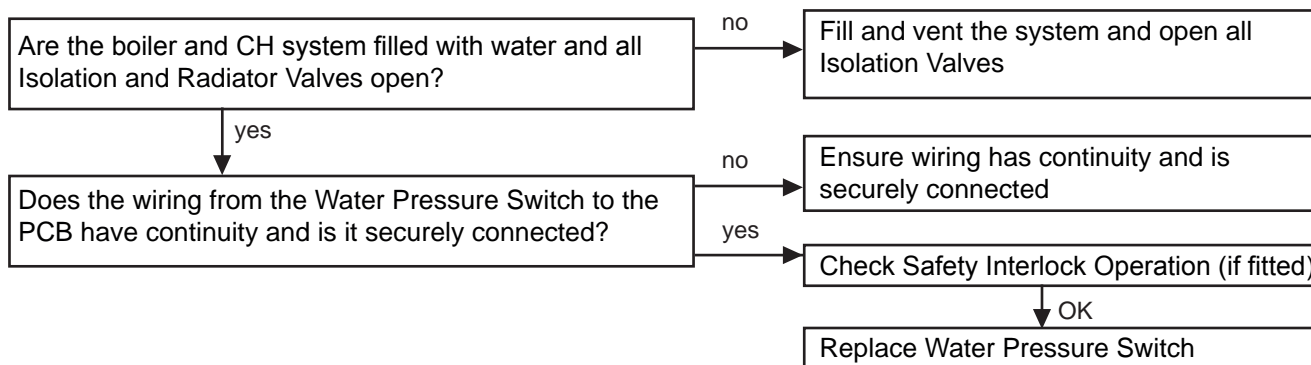 Are the boiler and CH system filled with water and all
Isolation and Radiator Valves open?
no
Fill and vent the system and open all
Isolation Valves
yes
Does the wiring from the Water Pressure Switch to the
PCB have continuity and is it securely connected?
no
Ensure wiring has continuity and is
securely connected
yes
Check Safety Interlock Operation (if fitted)
OK
Replace Water Pressure Switch